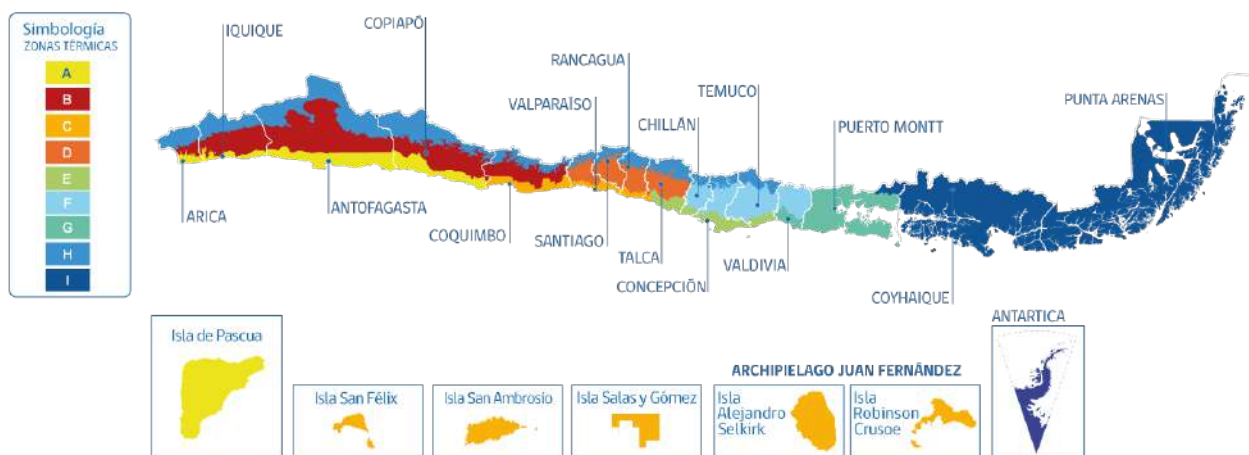 Simbología
ZONAS TÉRMICAS
A
B
C
D
E
F
G
H
I
IQUIQUE
COPIAPÓ
RANCAGUA
VALPARAÍSO
CHILLÁN
TEMUCO
PUERTO MONTT
PUNTA ARENAS
ARICA
ANTOFAGASTA
COQUIMBO
SANTIAGO
TALCA
CONCEPCIÓN
VALDIVIA
COYHAIQUE
Isla de Pascua
Isla San Félix
Isla San Ambrosio
Isla Salas y Gómez
ARCHIPIELAGO JUAN FERNÁNDEZ
Isla
Alejandro
Selkirk
Isla
Robinson
Crusoe
ANTARTICA